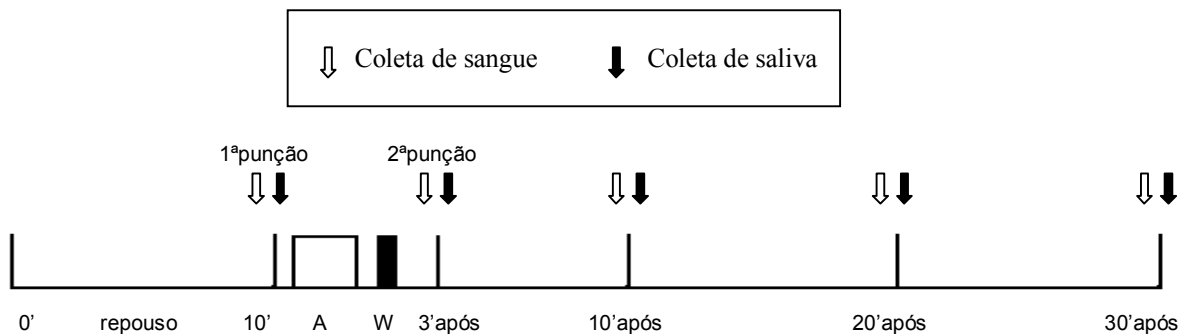 Coleta de sangue Coleta de saliva
1ªpunção 2ªpunção
0' repouso 10' A W 3'após 10'após 20'após 30'após